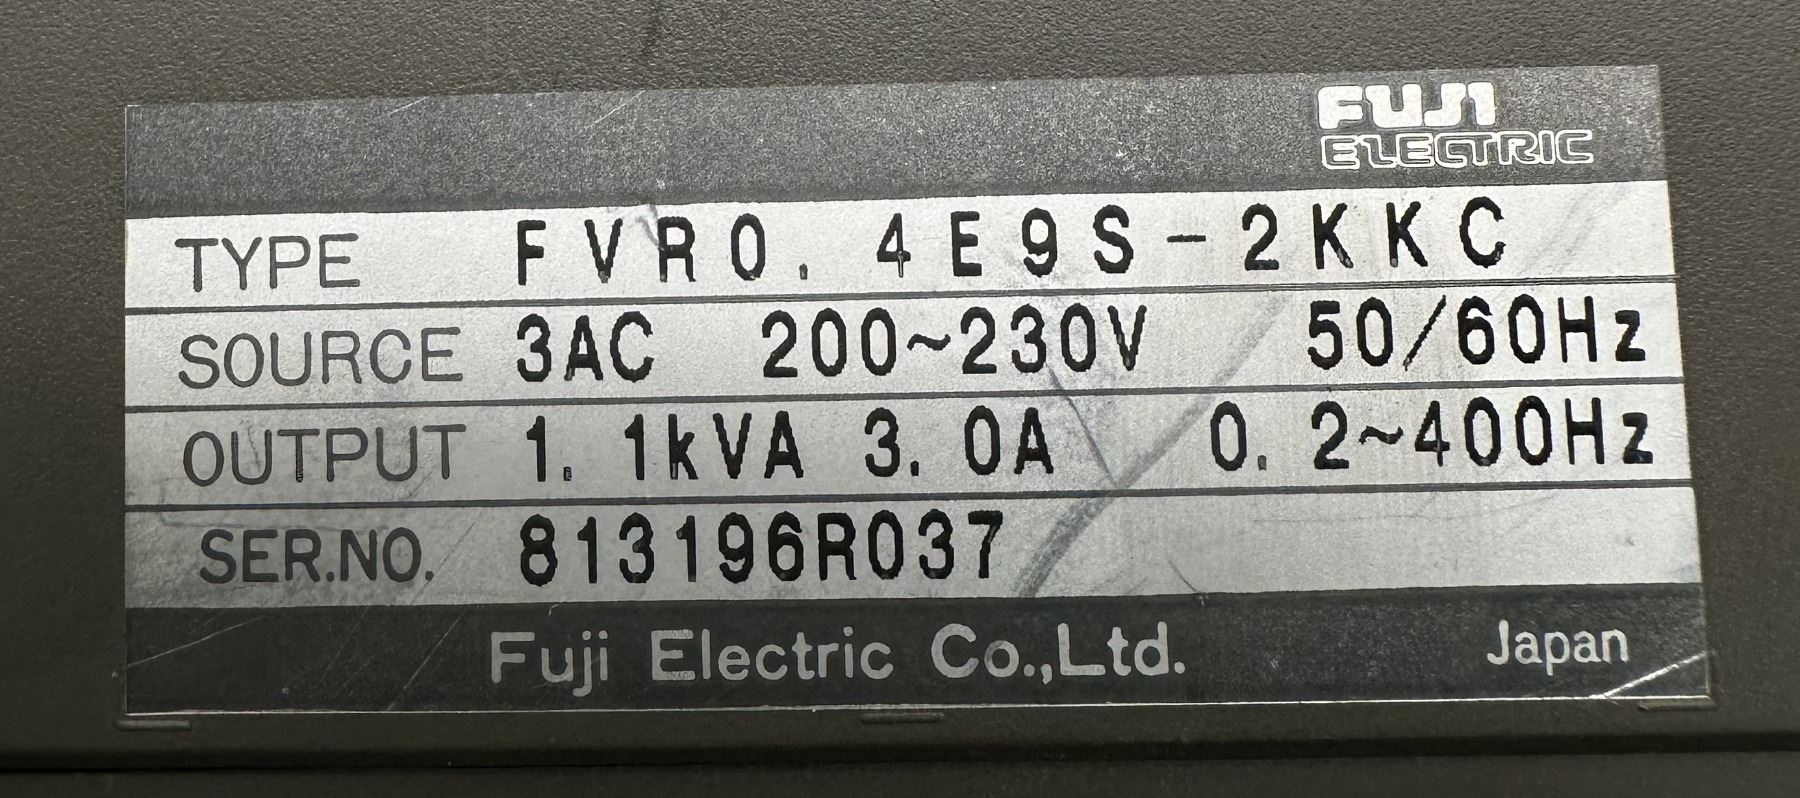 FUJI
ELECTRIC
TYPE FVR0.4E9S-2KKC
SOURCE 3AC 200~230V 50/60Hz
OUTPUT 1.1kVA 3.0A 0.2~400Hz
SER.NO. 813196R037
Fuji Electric Co.,Ltd. Japan